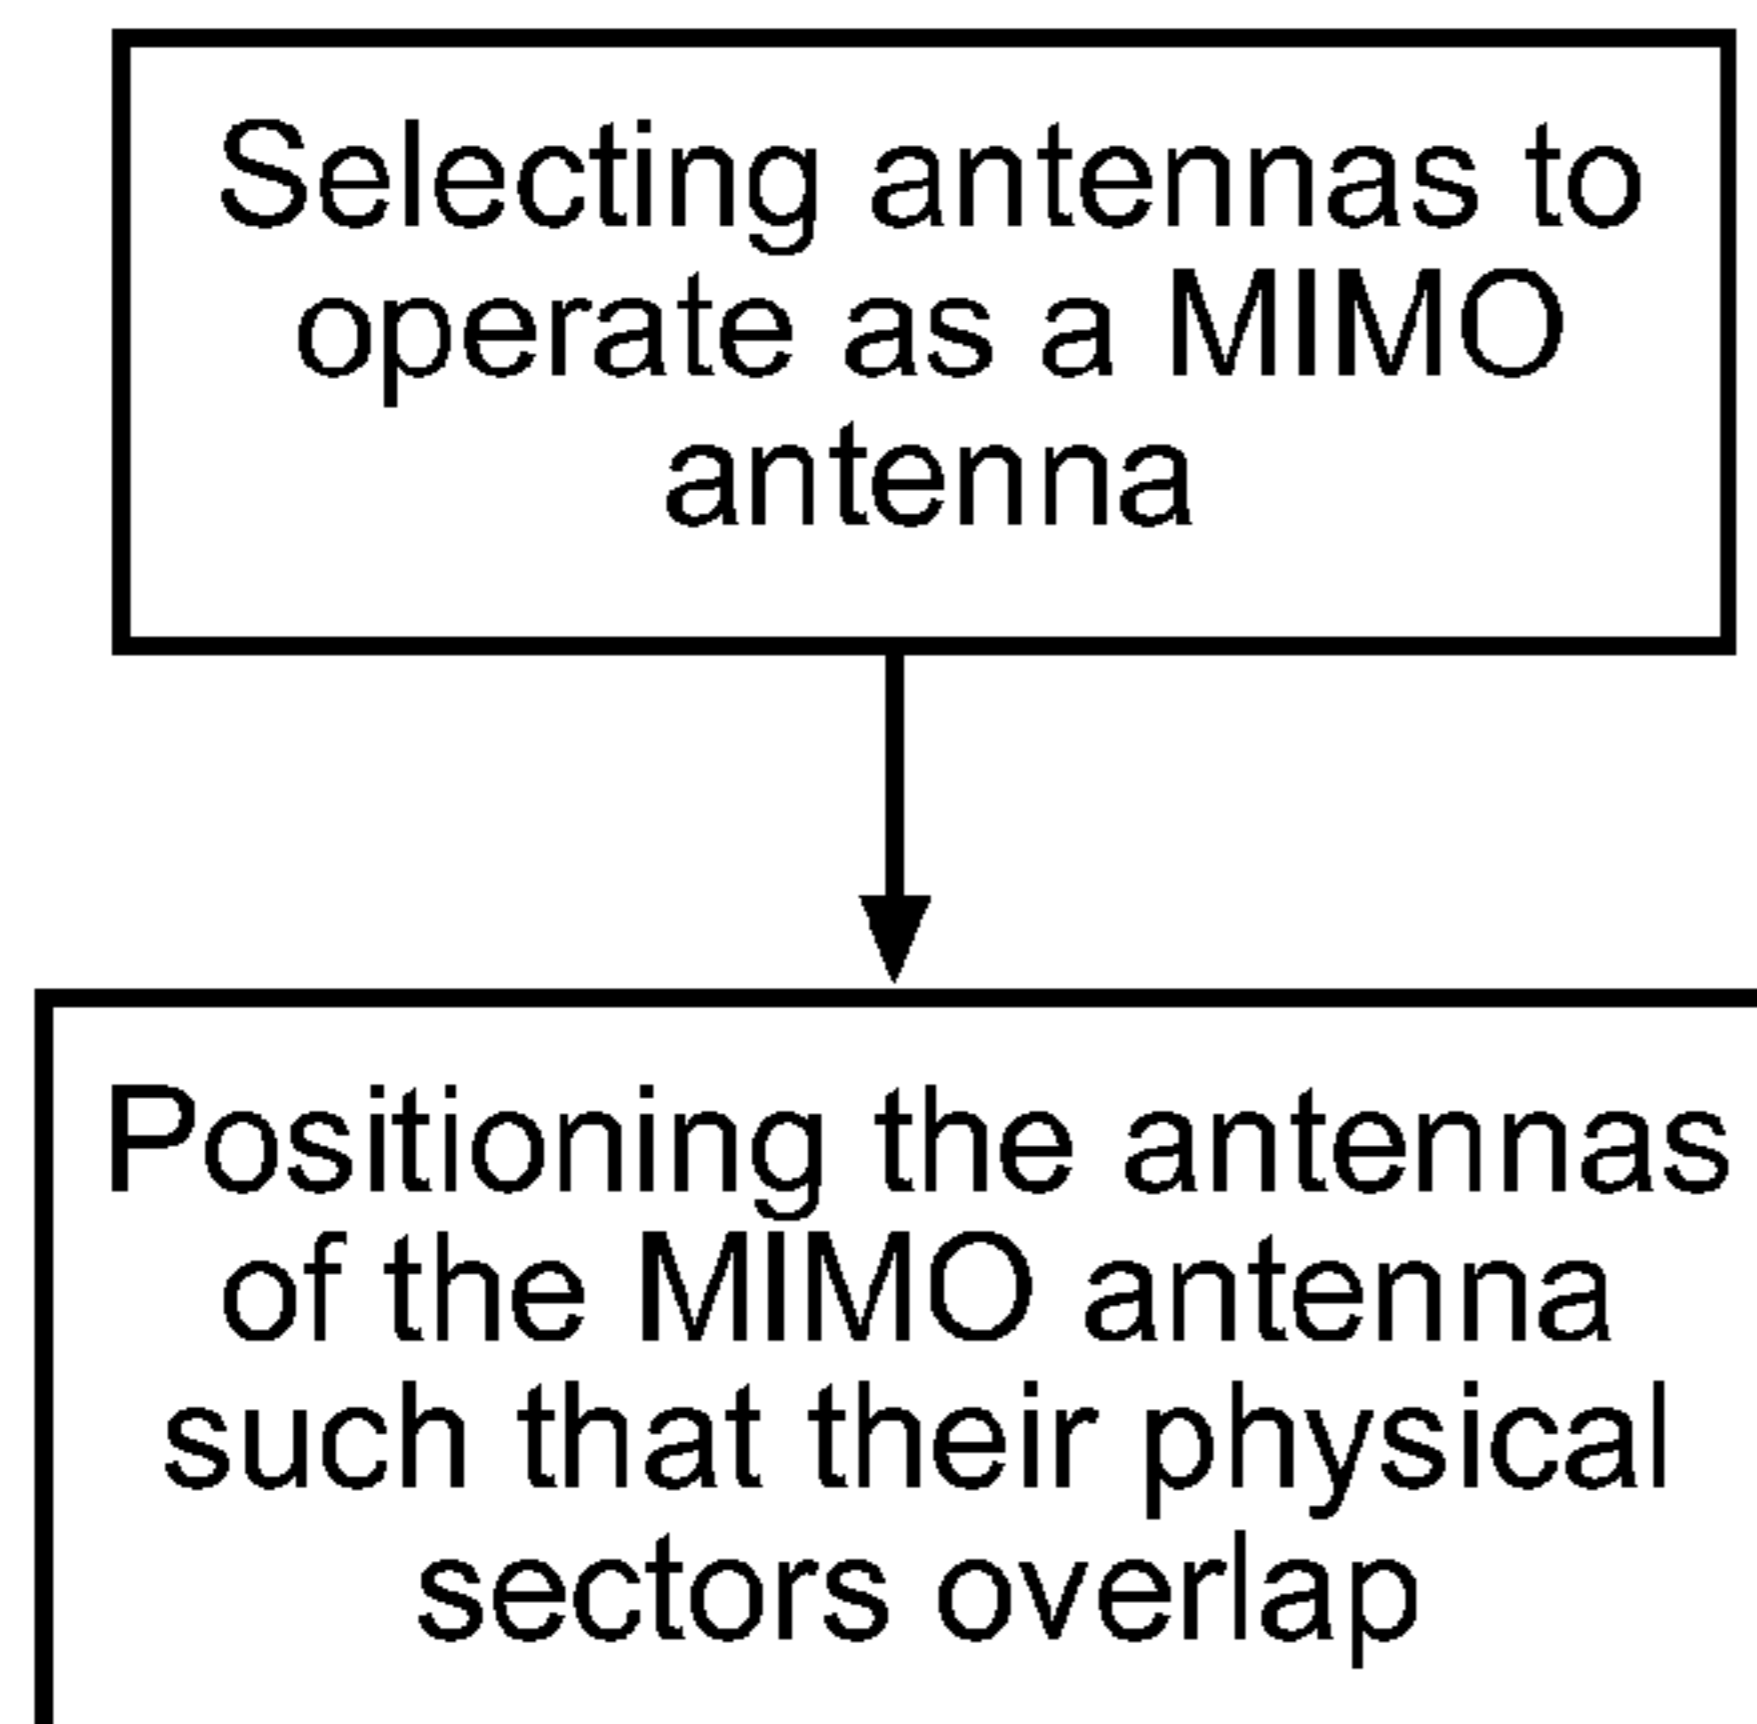 Selecting antennas to
operate as a MIMO
antenna
Positioning the antennas
of the MIMO antenna
such that their physical
sectors overlap